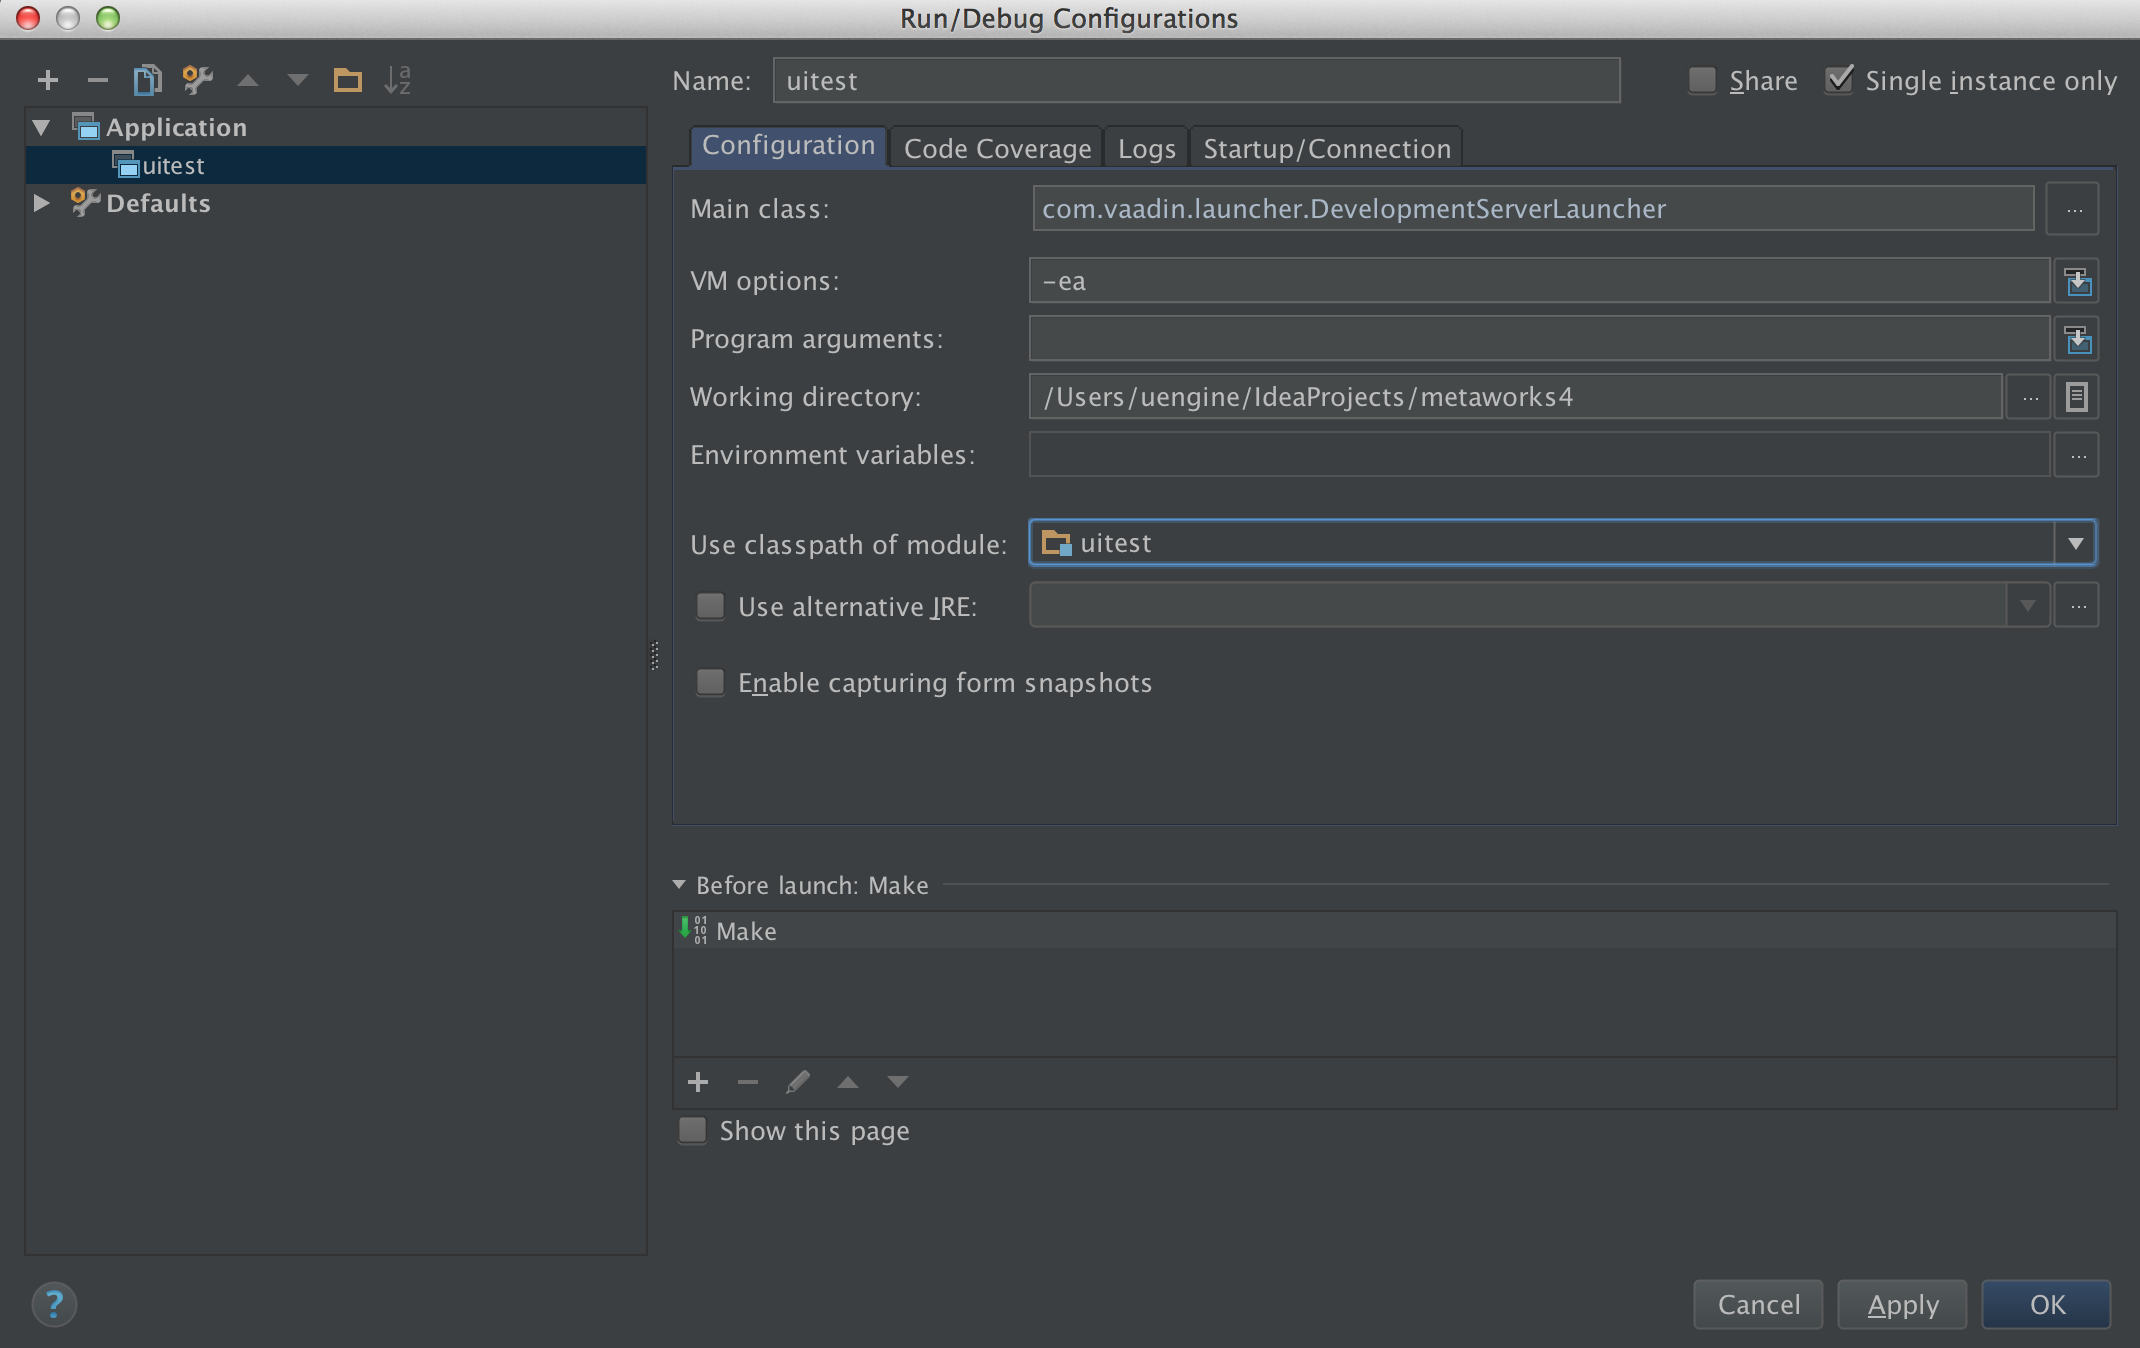 Run/Debug Configurations
Name: uitest Share Single instance only
Application
uitest
Defaults
Configuration Code Coverage Logs Startup/Connection
Main class: com.vaadin.launcher.DevelopmentServerLauncher ...
VM options: -ea
Program arguments:
Working directory: /Users/uengine/IdeaProjects/metaworks4 ...
Environment variables: ...
Use classpath of module: uitest
Use alternative JRE: ...
Enable capturing form snapshots
Before launch: Make
Make
Show this page
? Cancel Apply OK